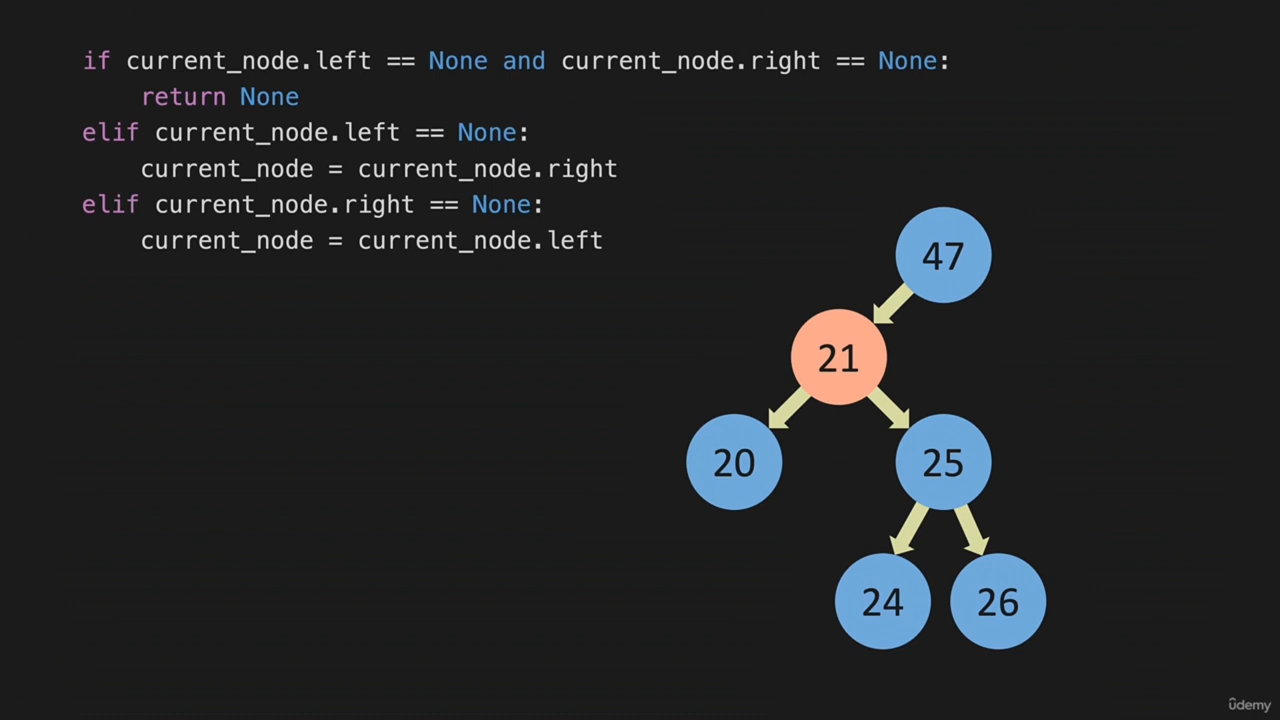 if current_node.left == None and current_node.right == None:
    return None
elif current_node.left == None:
    current_node = current_node.right
elif current_node.right == None:
    current_node = current_node.left
47
21
20
25
24
26
ûdemy